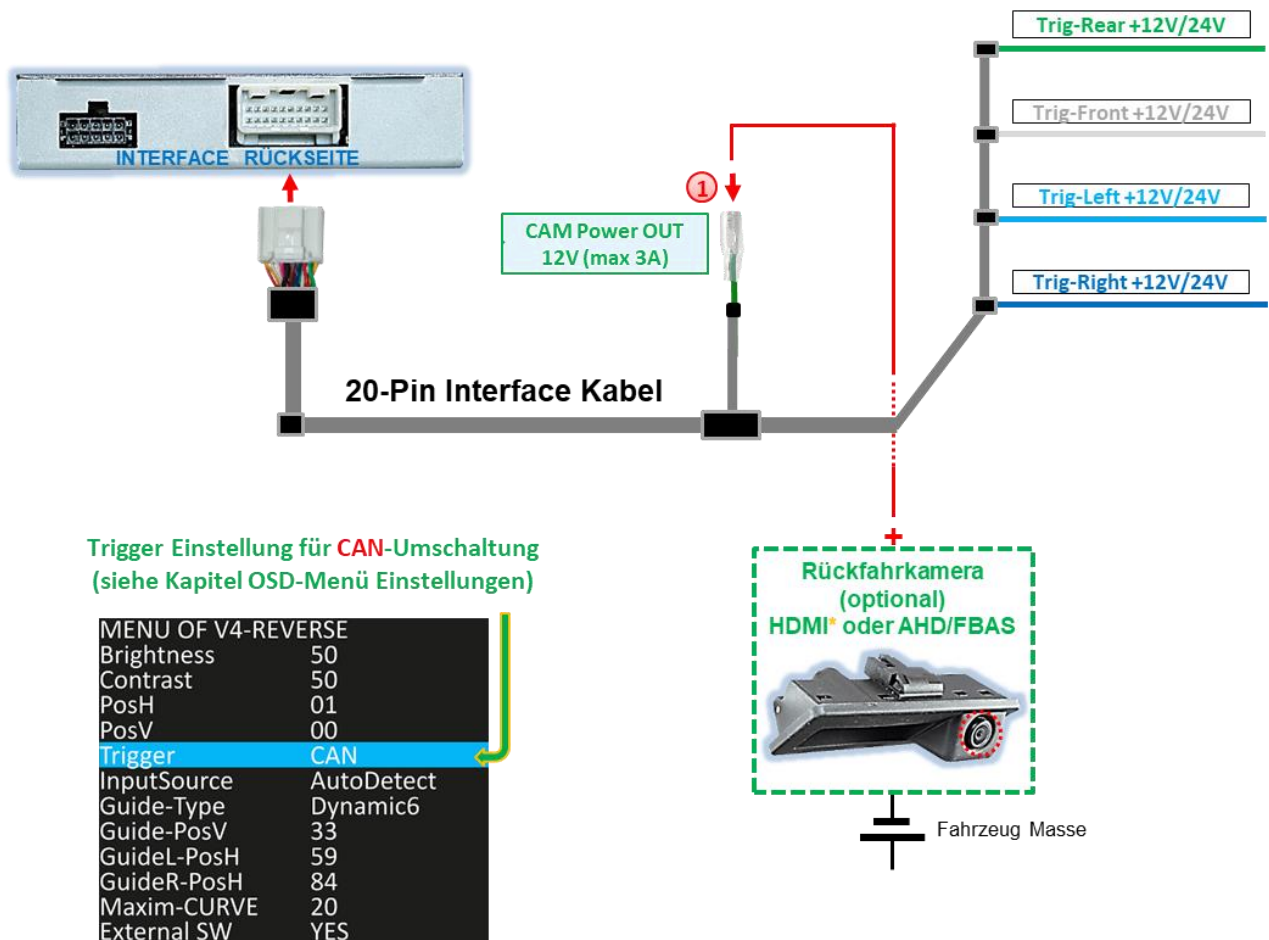 Trig-Rear +12V/24V
Trig-Front +12V/24V
Trig-Left +12V/24V
Trig-Right +12V/24V
INTERFACE RÜCKSEITE
1
CAM Power OUT
12V (max 3A)
20-Pin Interface Kabel
Trigger Einstellung für CAN-Umschaltung
(siehe Kapitel OSD-Menü Einstellungen)
MENU OF V4-REVERSE
Brightness 50
Contrast 50
PosH 01
PosV 00
Trigger CAN
InputSource AutoDetect
Guide-Type Dynamic6
Guide-PosV 33
GuideL-PosH 59
GuideR-PosH 84
Maxim-CURVE 20
External SW YES
+
Rückfahrkamera
(optional)
HDMI* oder AHD/FBAS
Fahrzeug Masse